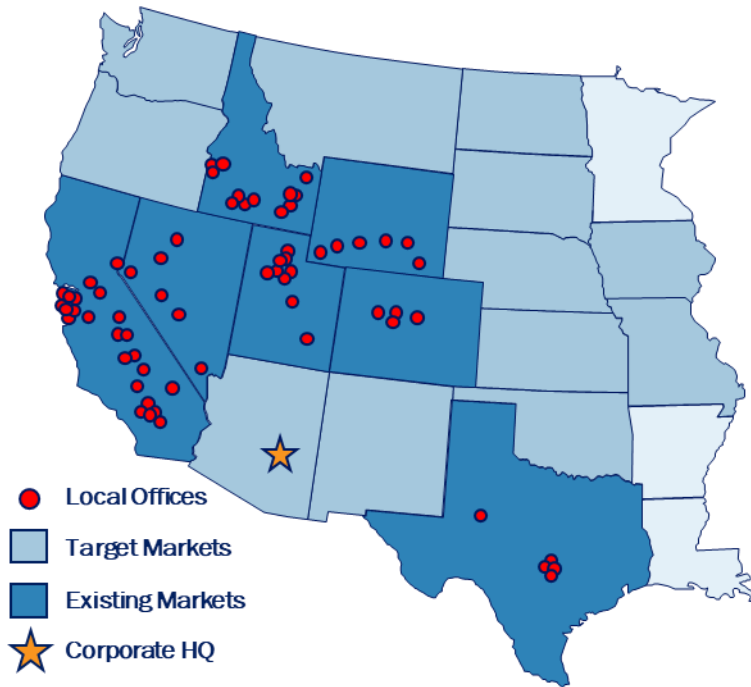 Local Offices
Target Markets
Existing Markets
Corporate HQ